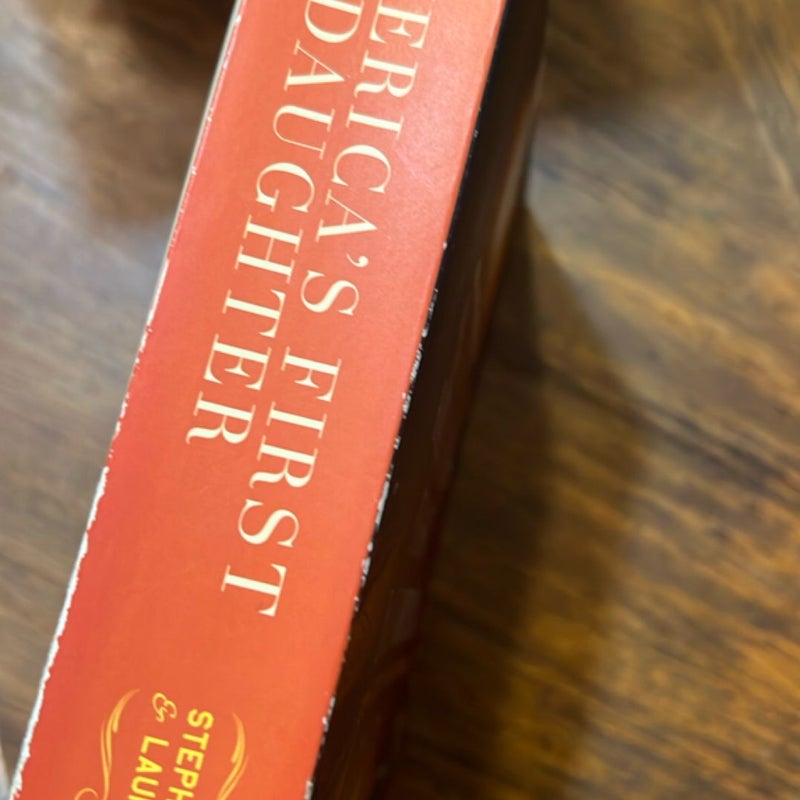 ERICA'S FIRST
DAUGHTER
STEPH
& LAU